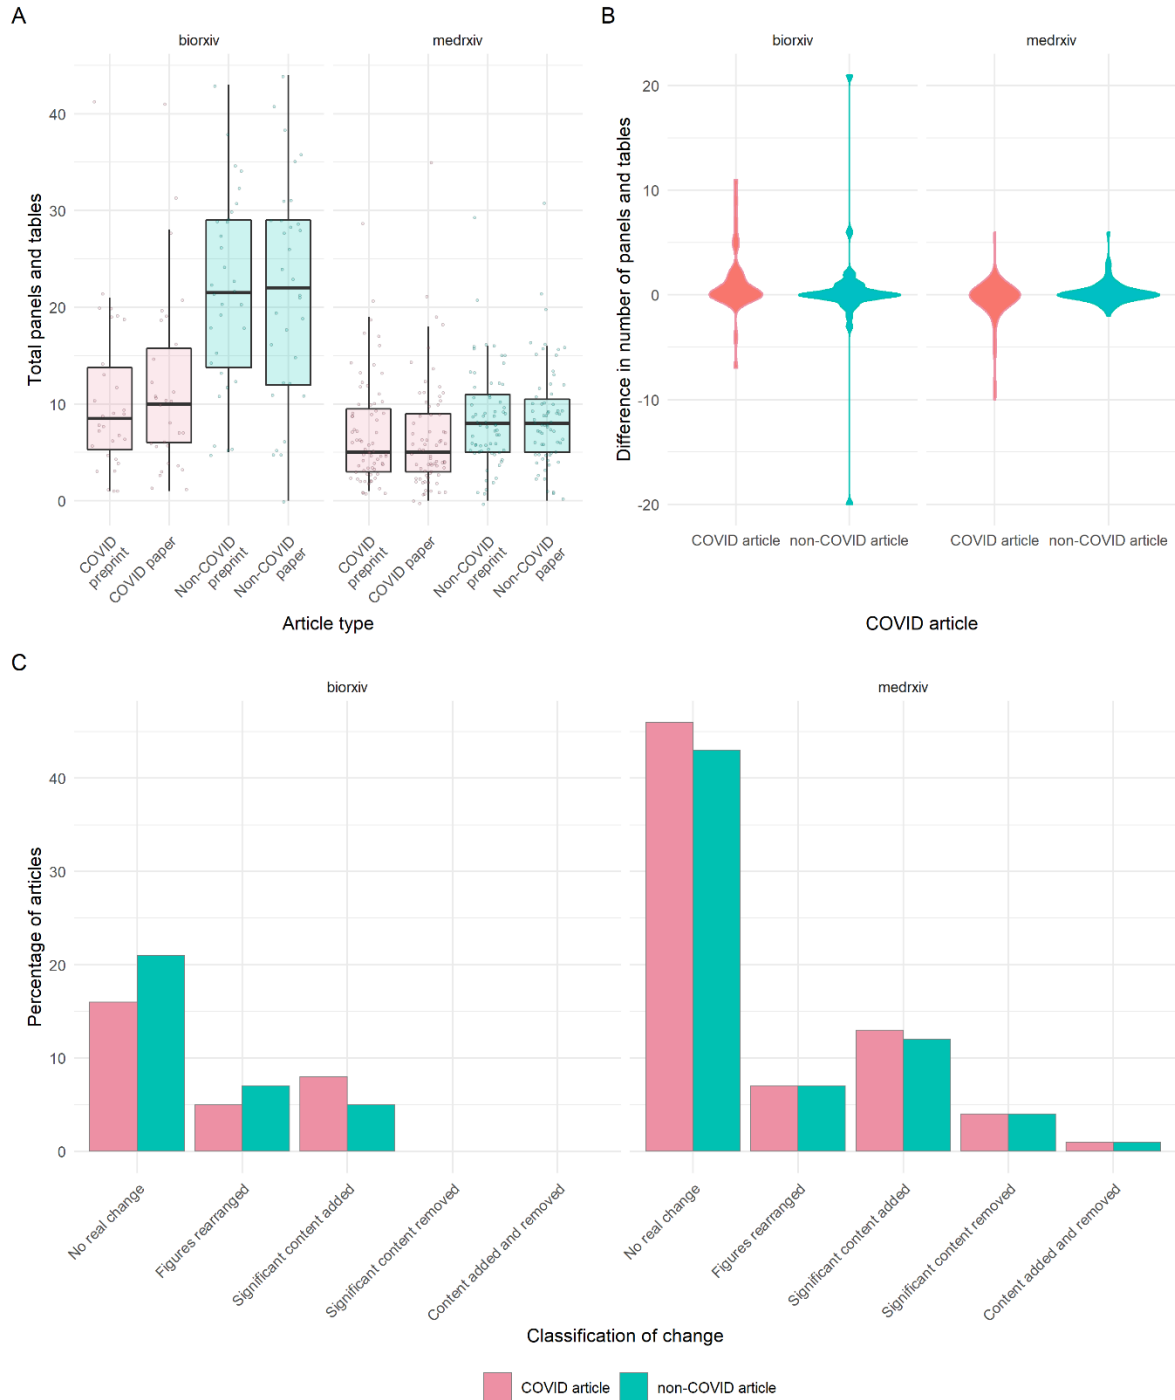 A
biorxiv
medrxiv
Total panels and tables
40
30
20
10
0
COVID
preprint
COVID paper
Non-COVID
preprint
Non-COVID
paper
COVID
preprint
COVID paper
Non-COVID
preprint
Non-COVID
paper
Article type
B
biorxiv
medrxiv
Difference in number of panels and tables
20
10
0
-10
-20
COVID article
non-COVID article
COVID article
non-COVID article
COVID article
C
biorxiv
medrxiv
Percentage of articles
40
30
20
10
0
No real change
Figures rearranged
Significant content added
Significant content removed
Content added and removed
No real change
Figures rearranged
Significant content added
Significant content removed
Content added and removed
Classification of change
COVID article
non-COVID article